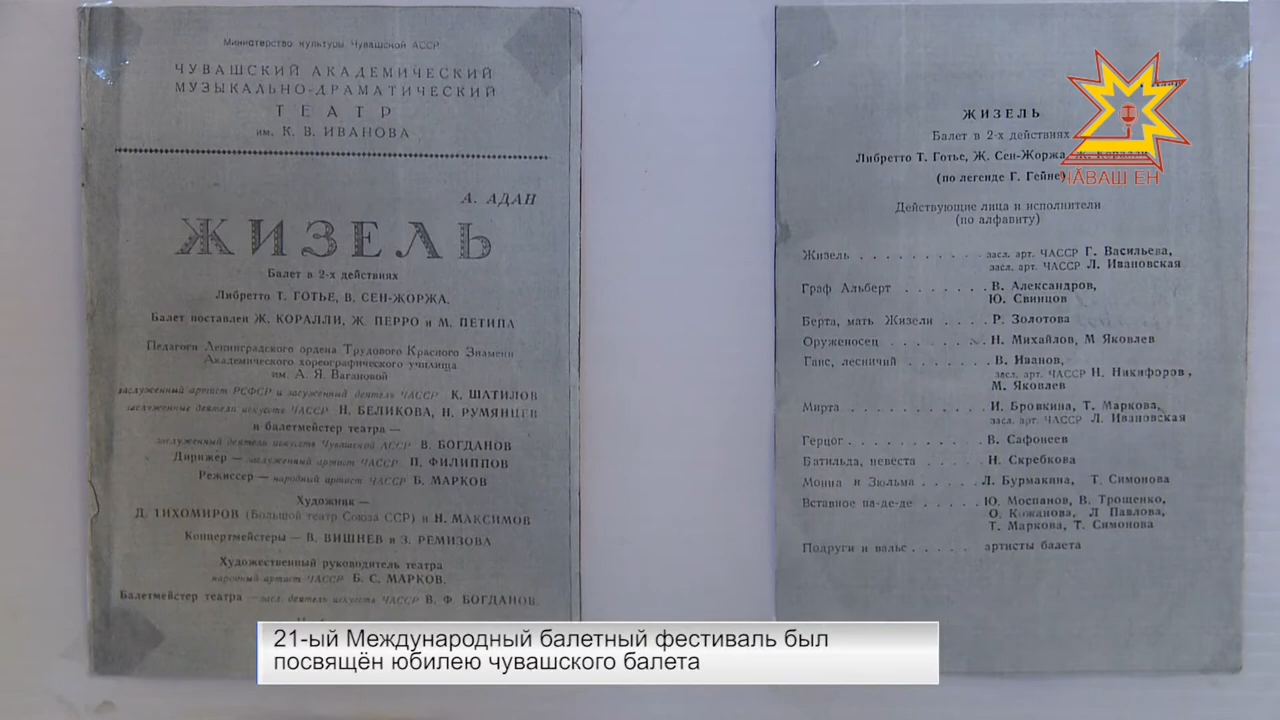 Министерство культуры Чувашской АССР
ЧУВАШСКИЙ АКАДЕМИЧЕСКИЙ
МУЗЫКАЛЬНО-ДРАМАТИЧЕСКИЙ
ТЕАТР
им. К. В. ИВАНОВА
А. АДАН
ЖИЗЕЛЬ
Балет в 2-х действиях
Либретто Т. ГОТЬЕ, В. СЕН-ЖОРЖА.
Балет поставлен Ж. КОРАЛЛИ, Ж. ПЕРРО и М. ПЕТИПА
Педагоги Ленинградского ордена Трудового Красного Знамени
Академического хореографического училища
им. А. Я. Вагановой
заслуженный артист РСФСР и засуженный деятель ЧАССР К. ШАТИЛОВ
заслуженные деятели искусств ЧАССР Н. БЕЛИКОВА, Н. РУМЯНЦЕВ
и балетмейстер театра —
заслуженный деятель искусств Чувашской АССР В. БОГДАНОВ
Дирижер — заслуженный артист ЧАССР П. ФИЛИППОВ
Режиссер — народный артист ЧАССР Б. МАРКОВ
Художник —
Д. ТИХОМИРОВ (Большой театр Союза ССР) и Н. МАКСИМОВ
Концертмейстеры — В. ВИШНЕВ и З. РЕМИЗОВА
Художественный руководитель театра
народный артист ЧАССР Б. С. МАРКОВ.
Балетмейстер театра — засл. деятель искусств ЧАССР В. Ф. БОГДАНОВ.
ЖИЗЕЛЬ
Балет в 2-х действиях
Либретто Т. Готье, Ж. Сен-Жоржа, Ж. Коралли
(по легенде Г. Гейне)
Действующие лица и исполнители
(по алфавиту)
Жизель . . . . . . . . . . засл. арт. ЧАССР Г. Васильева,
засл. арт. ЧАССР Л. Ивановская
Граф Альберт . . . . . . . В. Александров,
Ю. Свинцов
Берта, мать Жизели . . . . Р. Золотова
Оруженосец . . . . . . . Н. Михайлов, М Яковлев
Ганс, лесничий . . . . . . . В. Иванов,
засл. арт. ЧАССР Н. Никифоров,
М. Яковлев
Мирта . . . . . . . . . . . И. Бровкина, Т. Маркова,
засл. арт. ЧАССР Л. Ивановская
Герцог . . . . . . . . . . . В. Сафонеев
Батильда, невеста . . . . . Н. Скребкова
Монна и Зюльма . . . . . Л. Бурмакина, Т. Симонова
Вставное па-де-де . . . . . Ю. Моспанов, В. Трощенко,
О. Кожанова, Л Павлова,
Т. Маркова, Т. Симонова
Подруги и вальс . . . . . артисты балета
ЧӐВАШ ЕН
21-ый Международный балетный фестиваль был
посвящён юбилею чувашского балета